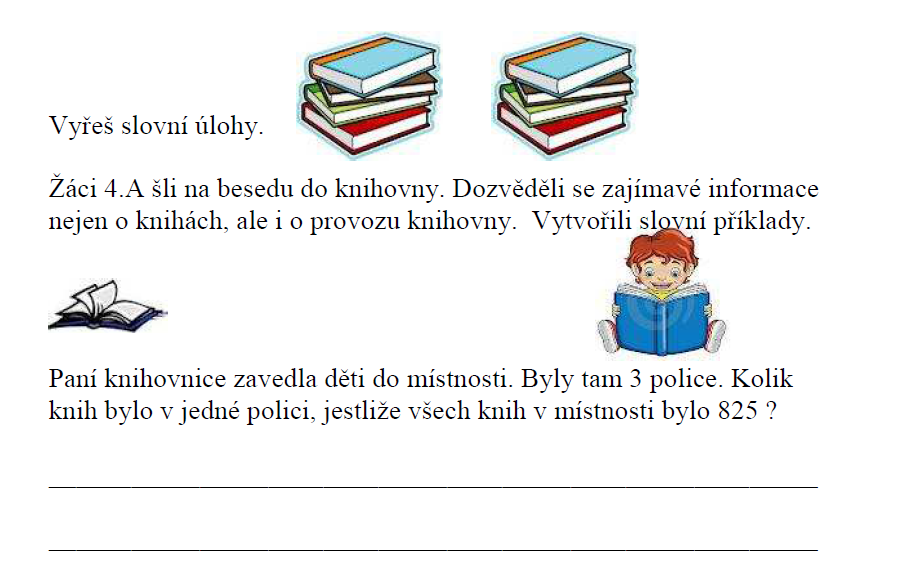 Vyřeš slovní úlohy.
Žáci 4.A šli na besedu do knihovny. Dozvěděli se zajímavé informace
nejen o knihách, ale i o provozu knihovny.  Vytvořili slovní příklady.
Paní knihovnice zavedla děti do místnosti. Byly tam 3 police. Kolik
knih bylo v jedné polici, jestliže všech knih v místnosti bylo 825 ?